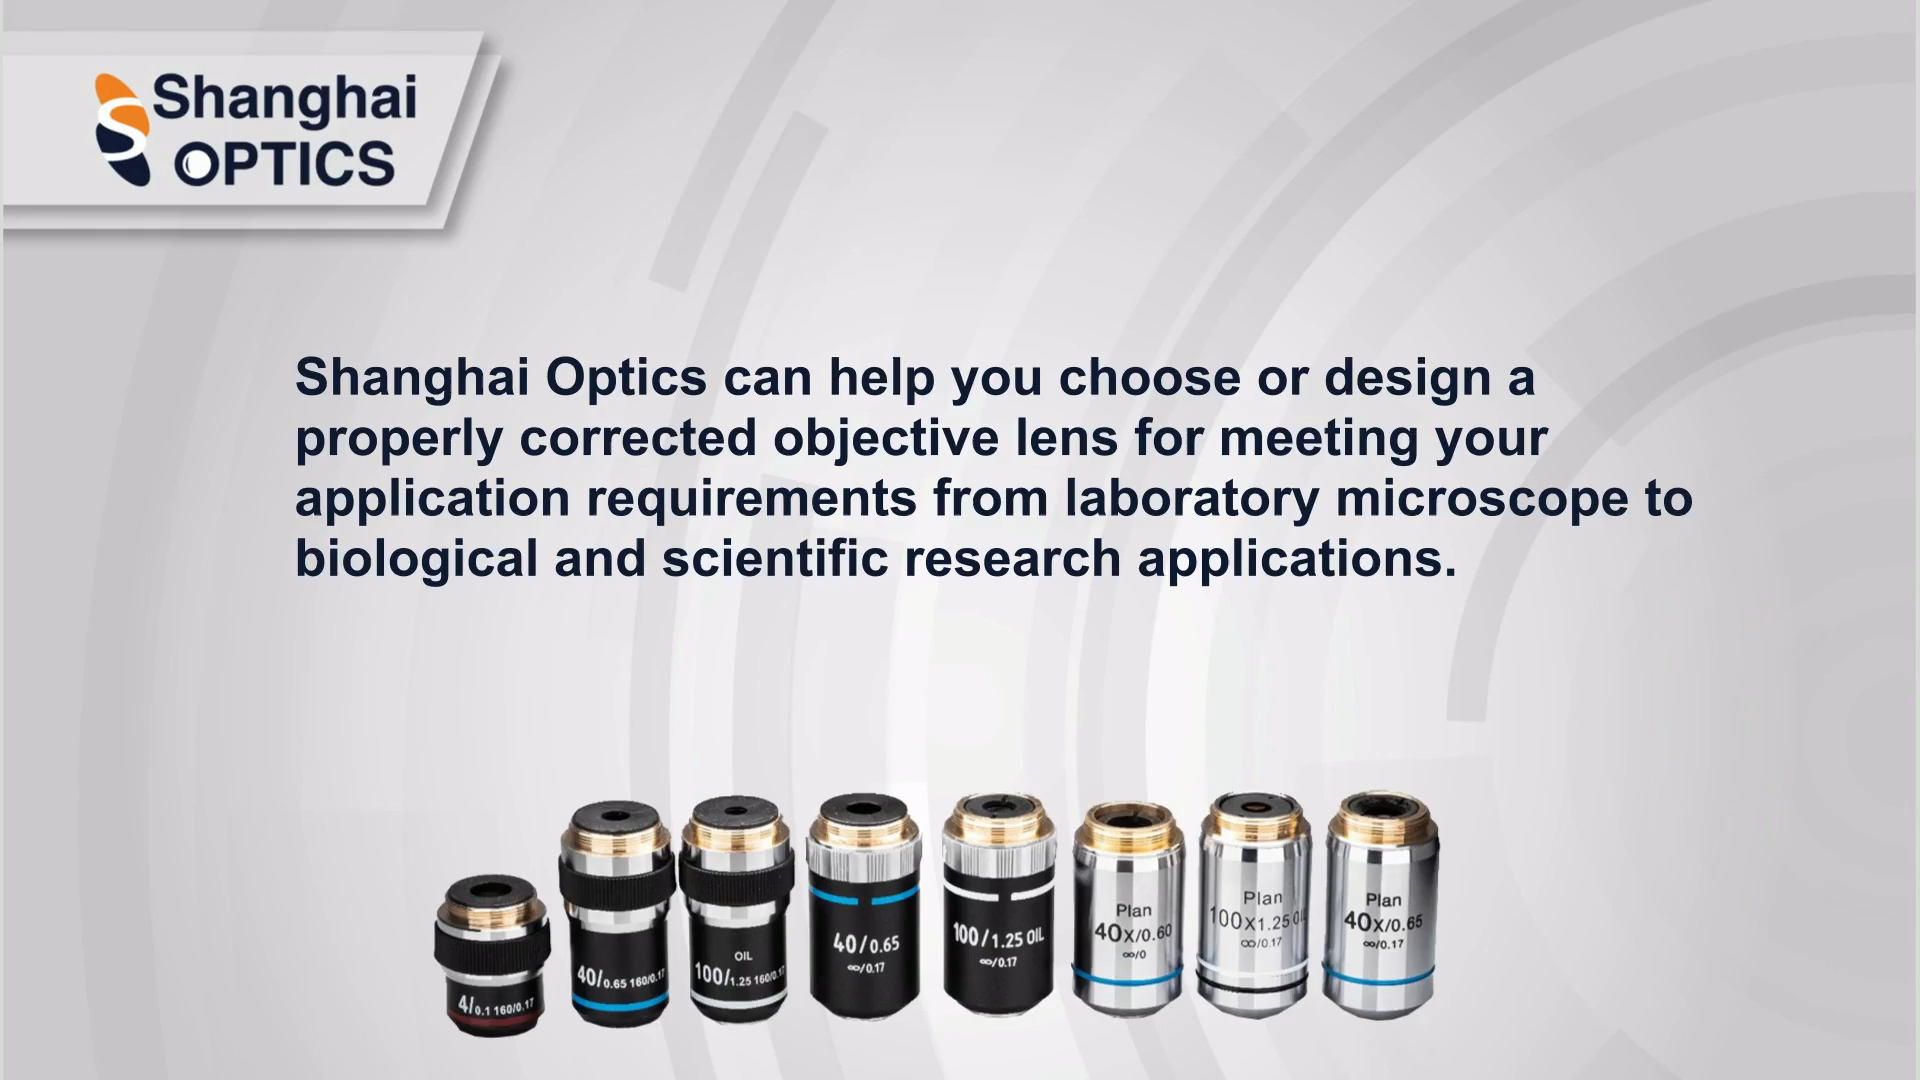 Shanghai
OPTICS
Shanghai Optics can help you choose or design a
properly corrected objective lens for meeting your
application requirements from laboratory microscope to
biological and scientific research applications.
4/0.1 160/0.17
40/0.65 160/0.17
OIL
100/1.25 160/0.17
40/0.65
∞/0.17
100/1.25 OIL
∞/0.17
Plan
40X/0.60
∞/0
Plan
100X1.25 OIL
∞/0.17
Plan
40X/0.65
∞/0.17